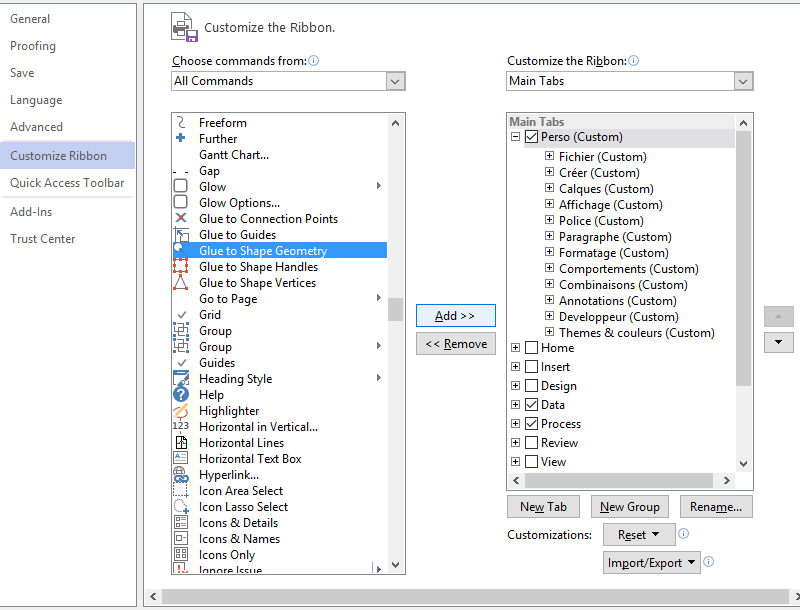 General
Proofing
Save
Language
Advanced
Customize Ribbon
Quick Access Toolbar
Add-Ins
Trust Center
Customize the Ribbon.
Choose commands from:
All Commands
Freeform
Further
Gantt Chart...
Gap
Glow
Glow Options...
Glue to Connection Points
Glue to Guides
Glue to Shape Geometry
Glue to Shape Handles
Glue to Shape Vertices
Go to Page
Grid
Group
Group
Guides
Heading Style
Help
Highlighter
123 Horizontal in Vertical...
Horizontal Lines
Horizontal Text Box
Hyperlink...
Icon Area Select
Icon Lasso Select
Icons & Details
Icons & Names
Icons Only
Ignore Issue
Add >>
<< Remove
Customize the Ribbon:
Main Tabs
Main Tabs
Perso (Custom)
Fichier (Custom)
Créer (Custom)
Calques (Custom)
Affichage (Custom)
Police (Custom)
Paragraphe (Custom)
Formatage (Custom)
Comportements (Custom)
Combinaisons (Custom)
Annotations (Custom)
Developpeur (Custom)
Themes & couleurs (Custom)
Home
Insert
Design
Data
Process
Review
View
New Tab
New Group
Rename...
Customizations:
Reset
Import/Export